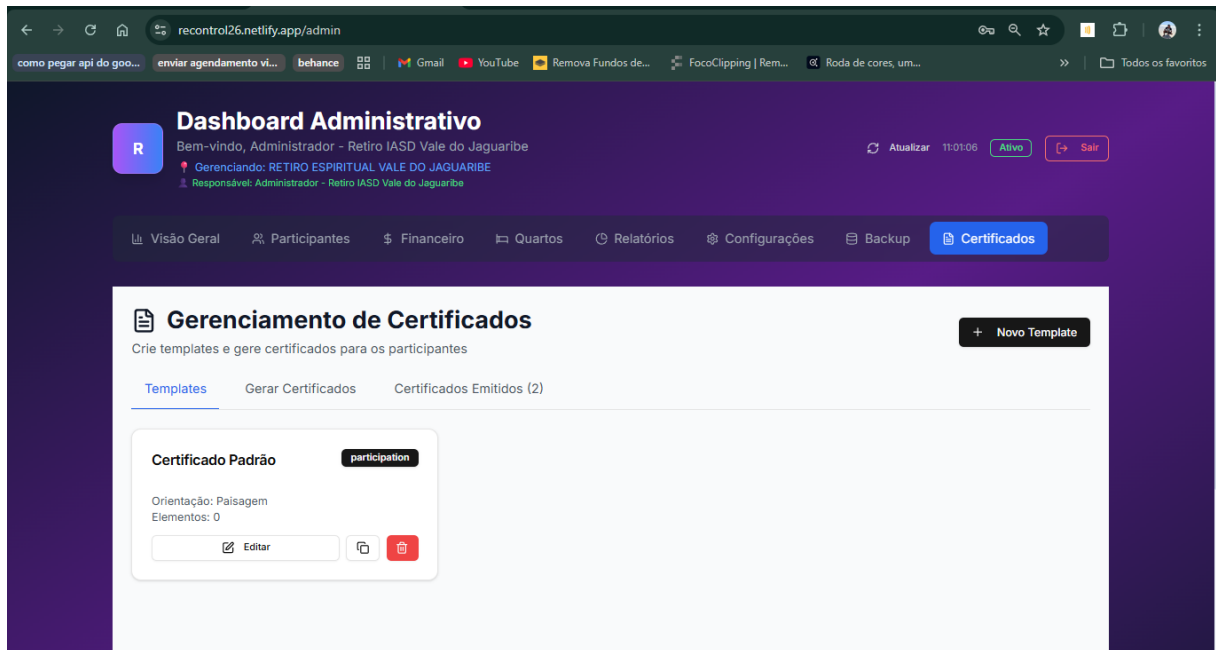 recontrol26.netlify.app/admin
como pegar api do goo... enviar agendamento vi... behance Gmail YouTube Remova Fundos de... FocoClipping | Rem... Roda de cores, um... » Todos os favoritos
R
Dashboard Administrativo
Bem-vindo, Administrador - Retiro IASD Vale do Jaguaribe
Gerenciando: RETIRO ESPIRITUAL VALE DO JAGUARIBE
Responsável: Administrador - Retiro IASD Vale do Jaguaribe
Atualizar 11:01:06 Ativo Sair
Visão Geral Participantes $ Financeiro Quartos Relatórios Configurações Backup Certificados
Gerenciamento de Certificados
Crie templates e gere certificados para os participantes
+ Novo Template
Templates Gerar Certificados Certificados Emitidos (2)
Certificado Padrão participation
Orientação: Paisagem
Elementos: 0
Editar